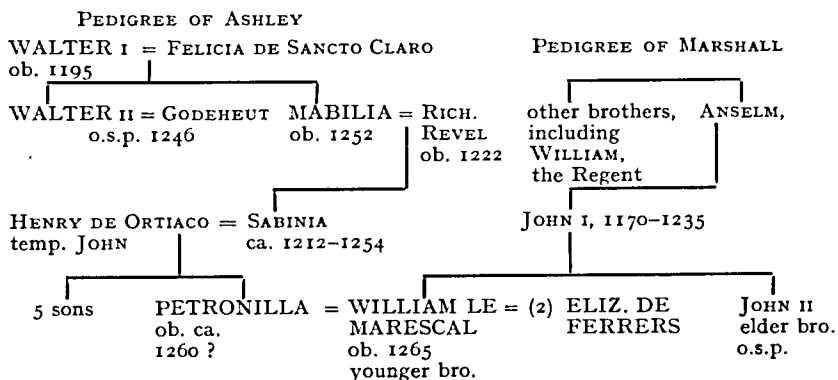 PEDIGREE OF ASHLEY
WALTER I = FELICIA DE SANCTO CLARO
ob. 1195
PEDIGREE OF MARSHALL
WALTER II = GODEHEUT
o.s.p. 1246
MABILIA = RICH.
ob. 1252
REVEL
ob. 1222
other brothers,
including
WILLIAM,
the Regent
ANSELM,
HENRY DE ORTIACO = SABINIA
temp. JOHN
ca. 1212–1254
JOHN I, 1170–1235
5 sons
PETRONILLA = WILLIAM LE = (2) ELIZ. DE
ob. ca.
1260 ?
MARESCAL
ob. 1265
younger bro.
FERRERS
JOHN II
elder bro.
o.s.p.